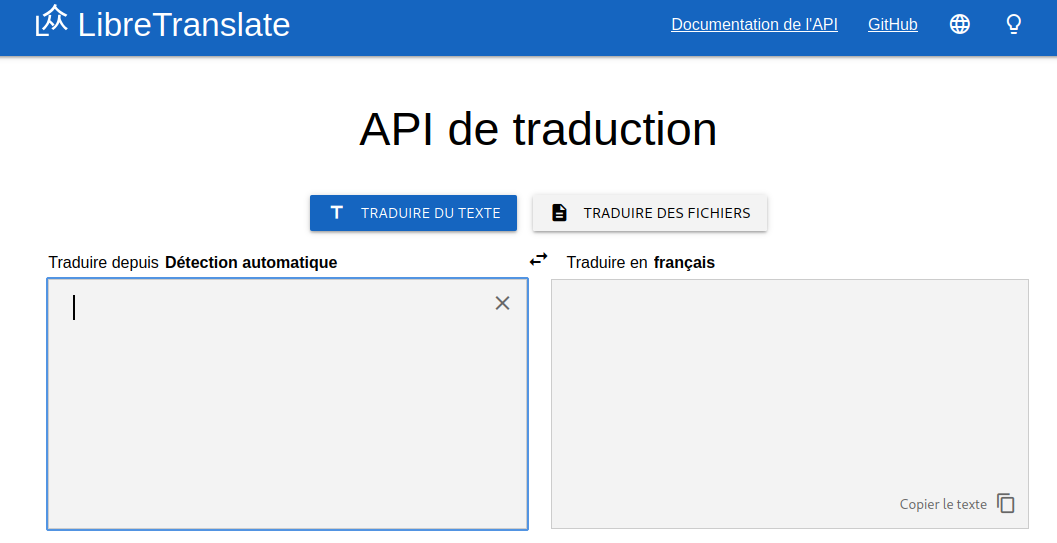 LibreTranslate
Documentation de l'API
GitHub
API de traduction
TRADUIRE DU TEXTE
TRADUIRE DES FICHIERS
Traduire depuis Détection automatique
Traduire en français
Copier le texte